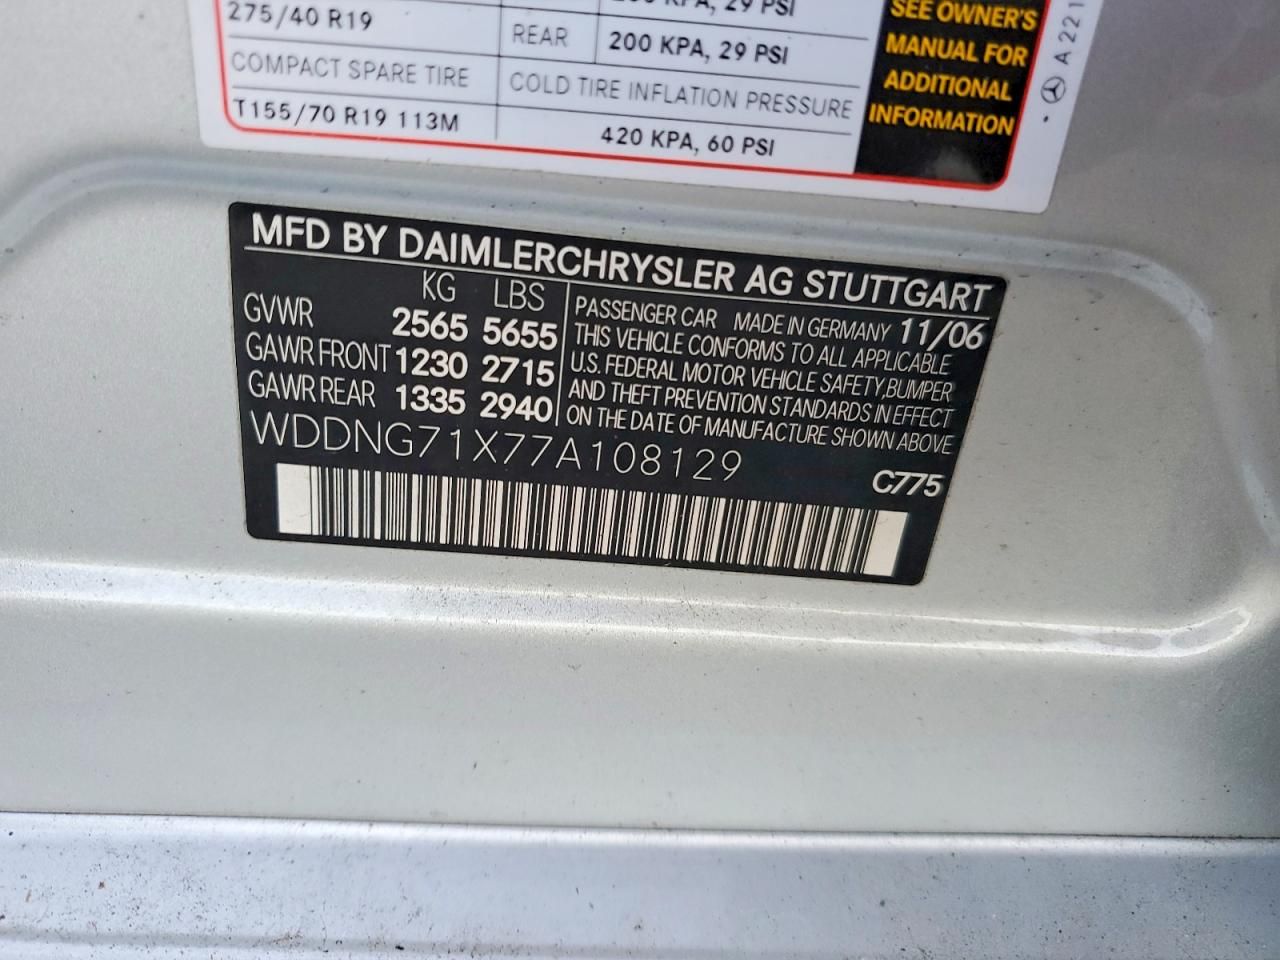 29 PSI
SEE OWNER'S
275/40 R19
REAR
200 KPA, 29 PSI
MANUAL FOR
COMPACT SPARE TIRE
COLD TIRE INFLATION PRESSURE
ADDITIONAL
T155/70 R19 113M
420 KPA, 60 PSI
INFORMATION
A 221
MFD BY DAIMLERCHRYSLER AG STUTTGART
KG LBS
GVWR 2565 5655
GAWR FRONT 1230 2715
GAWR REAR 1335 2940
PASSENGER CAR MADE IN GERMANY 11/06
THIS VEHICLE CONFORMS TO ALL APPLICABLE
U.S. FEDERAL MOTOR VEHICLE SAFETY,BUMPER
AND THEFT PREVENTION STANDARDS IN EFFECT
ON THE DATE OF MANUFACTURE SHOWN ABOVE
WDDNG71X77A108129
C775